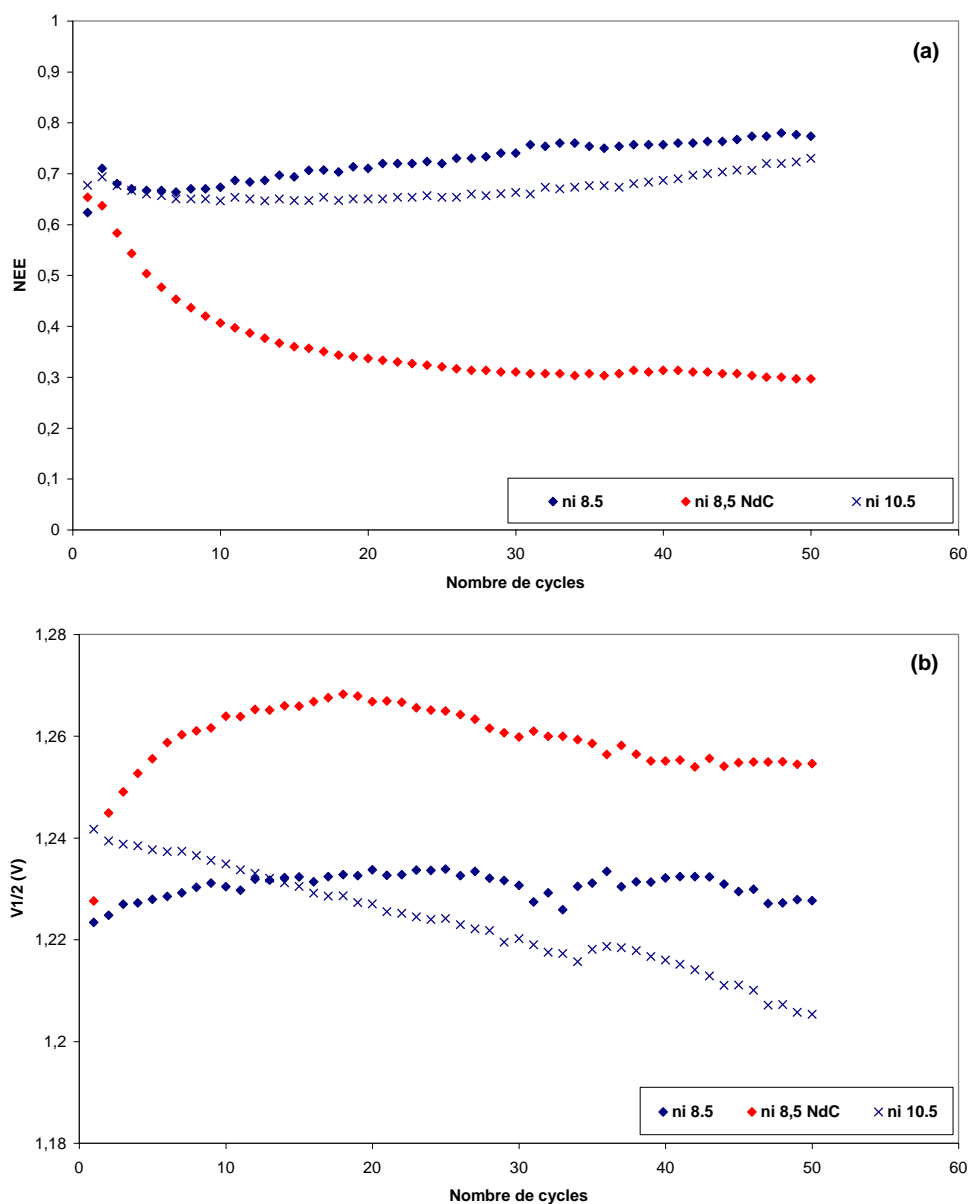 (a)
NEE
1
0,9
0,8
0,7
0,6
0,5
0,4
0,3
0,2
0,1
0
0 10 20 30 40 50 60
Nombre de cycles
ni 8.5 ni 8,5 NdC ni 10.5
(b)
V1/2 (V)
1,28
1,26
1,24
1,22
1,2
1,18
0 10 20 30 40 50 60
Nombre de cycles
ni 8.5 ni 8,5 NdC ni 10.5